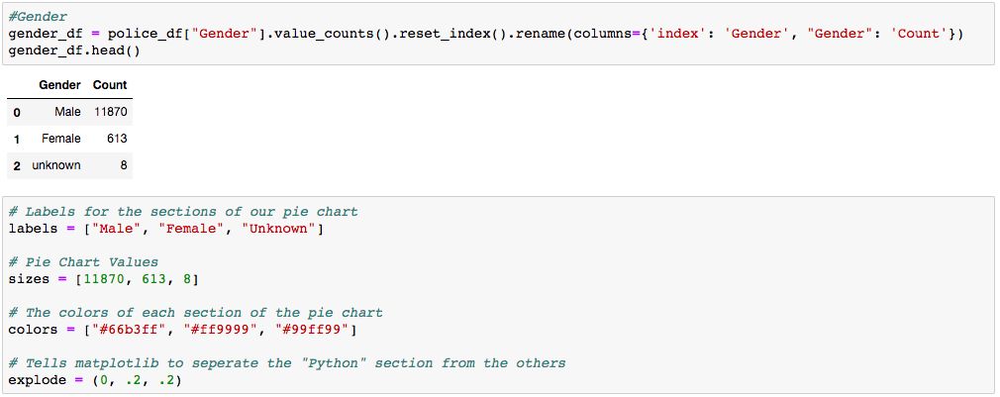 #Gender
gender_df = police_df["Gender"].value_counts().reset_index().rename(columns={'index': 'Gender', "Gender": 'Count'})
gender_df.head()
Gender Count
0 Male 11870
1 Female 613
2 unknown 8
# Labels for the sections of our pie chart
labels = ["Male", "Female", "Unknown"]
# Pie Chart Values
sizes = [11870, 613, 8]
# The colors of each section of the pie chart
colors = ["#66b3ff", "#ff9999", "#99ff99"]
# Tells matplotlib to seperate the "Python" section from the others
explode = (0, .2, .2)